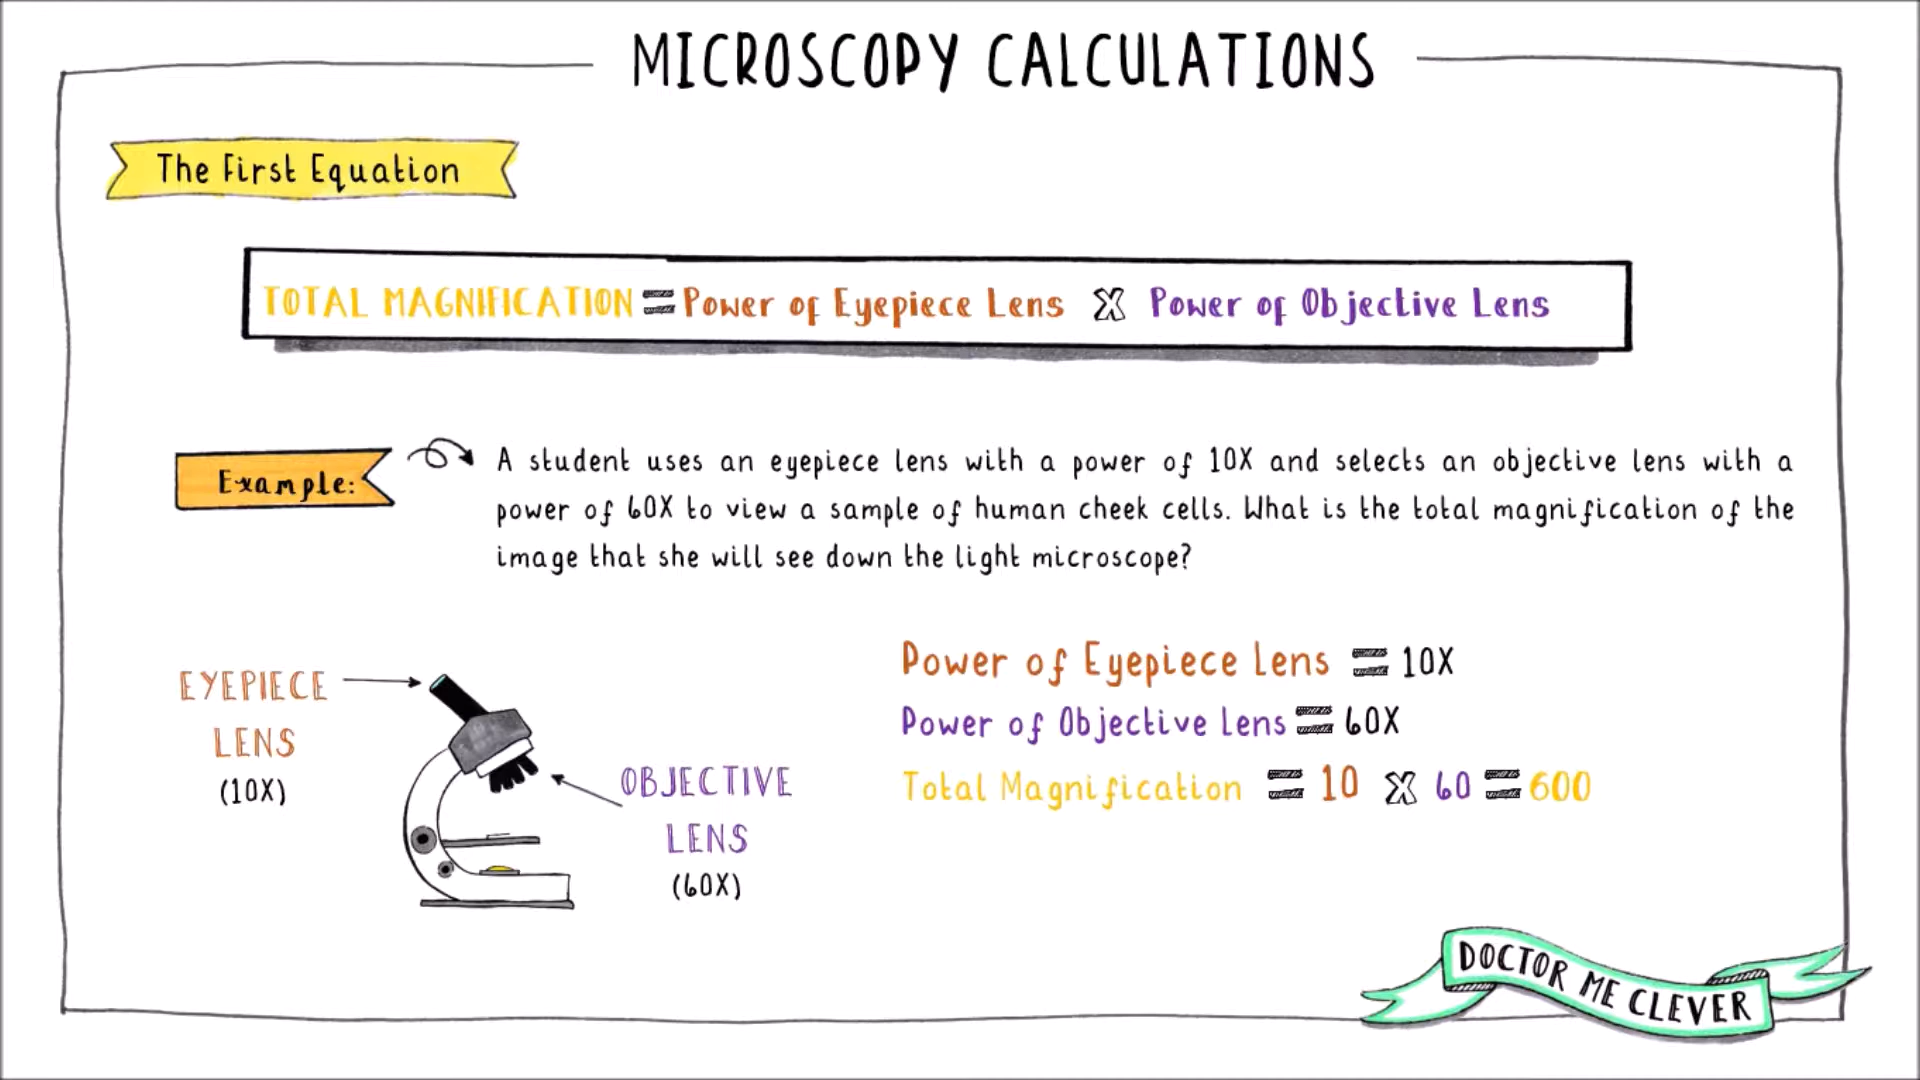 MICROSCOPY CALCULATIONS
The First Equation
TOTAL MAGNIFICATION = Power of Eyepiece Lens X Power of Objective Lens
Example:
A student uses an eyepiece lens with a power of 10X and selects an objective lens with a
power of 60X to view a sample of human cheek cells. What is the total magnification of the
image that she will see down the light microscope?
EYEPIECE
LENS
(10X)
OBJECTIVE
LENS
(60X)
Power of Eyepiece Lens = 10X
Power of Objective Lens = 60X
Total Magnification = 10 X 60 = 600
DOCTOR ME CLEVER